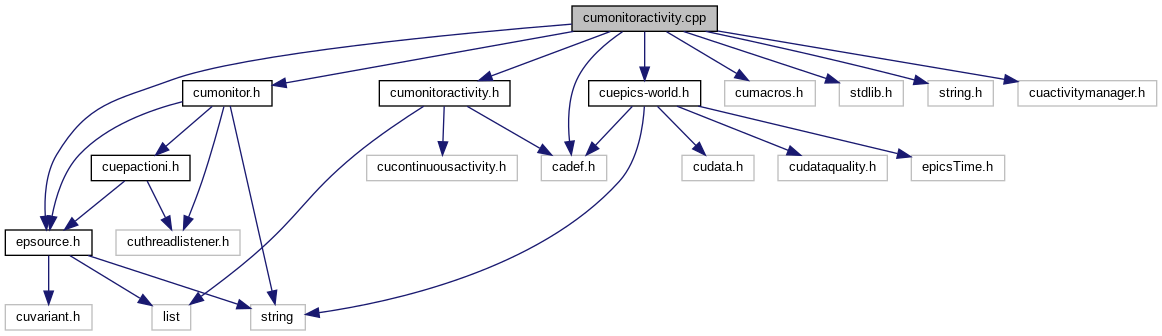 cumonitoractivity.cpp
cumonitor.h
cumonitoractivity.h
cuepics-world.h
cumacros.h
stdlib.h
string.h
cuactivitymanager.h
cuepactioni.h
cucontinuousactivity.h
cadef.h
cudata.h
cudataquality.h
epicsTime.h
epsource.h
cuthreadlistener.h
cuvariant.h
list
string